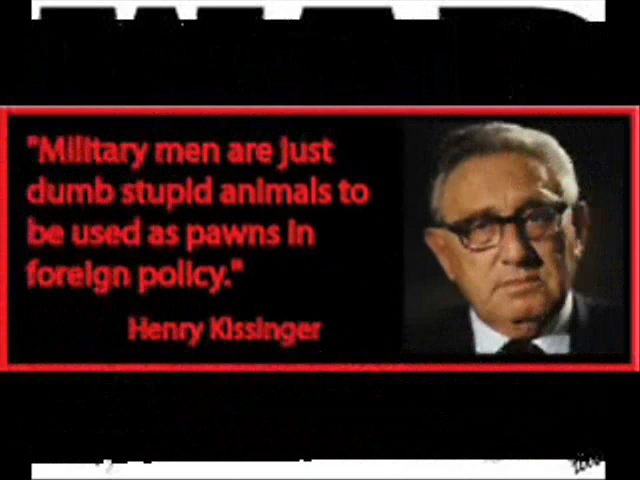 "Military men are just
dumb stupid animals to
be used as pawns in
foreign policy."
Henry Kissinger